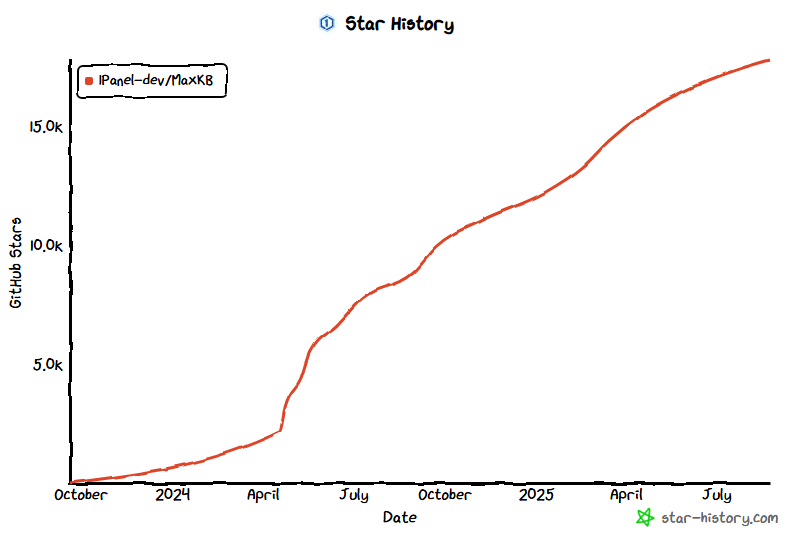 1 Star History
1Panel-dev/MaxKB
15.0k
10.0k
5.0k
GitHub Stars
October 2024 April July October 2025 April July
Date
star-history.com